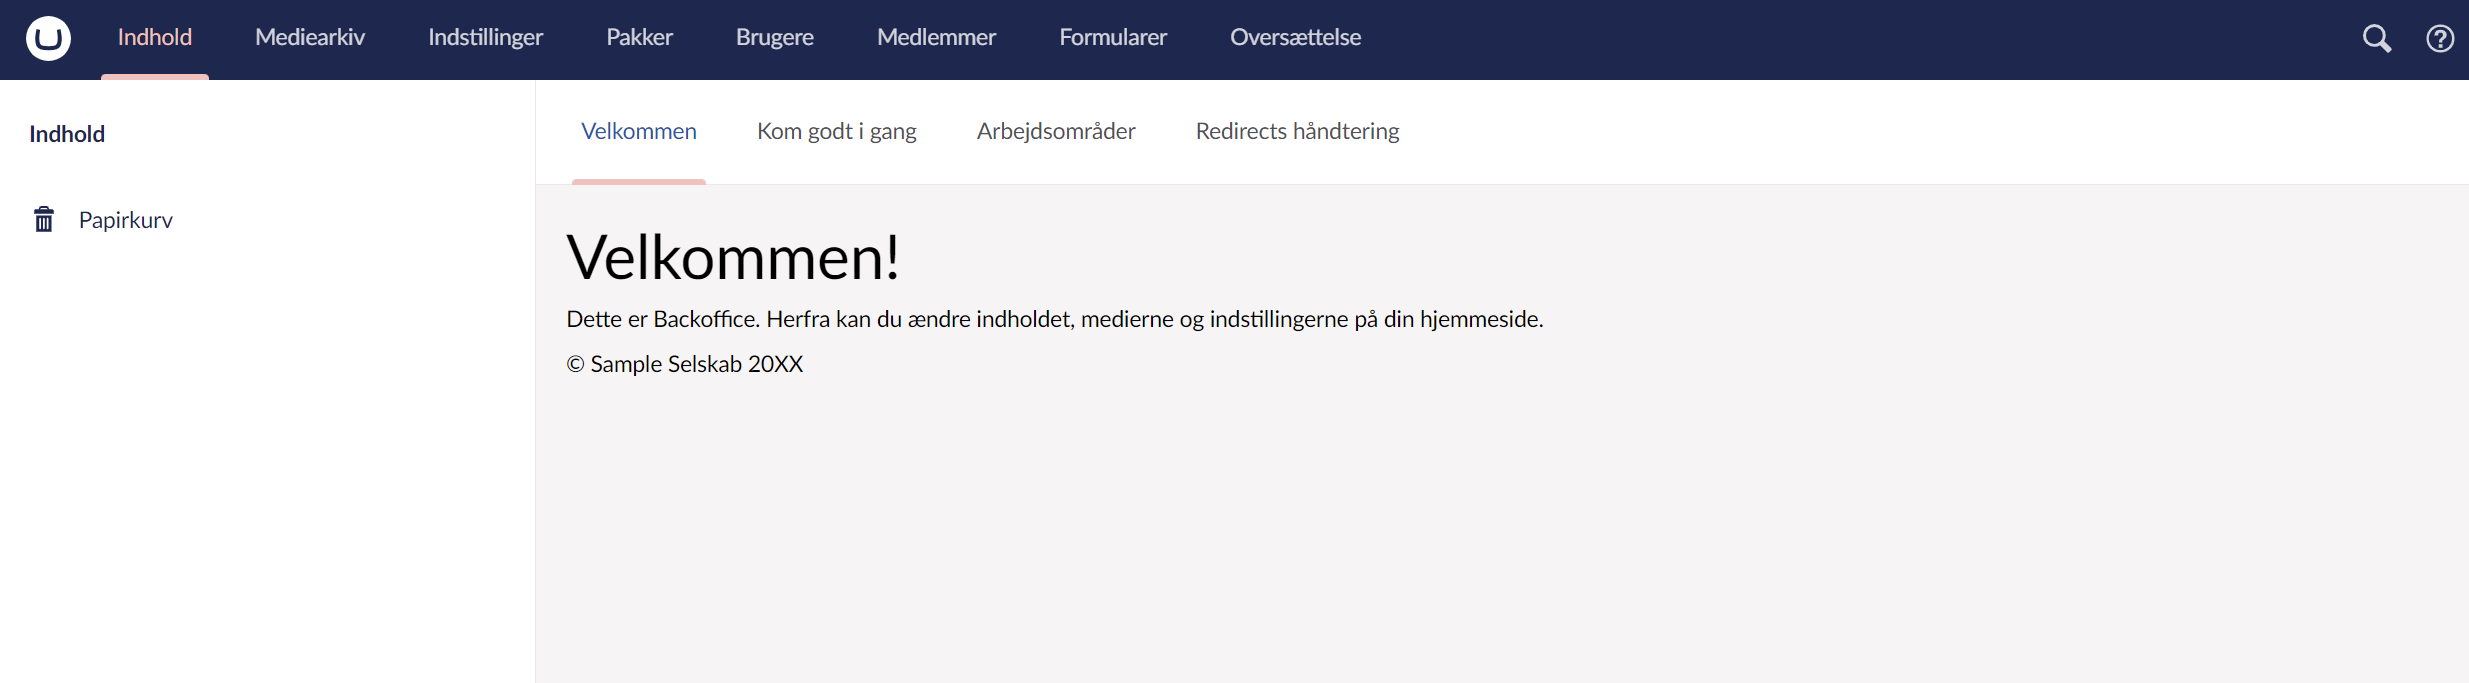 Indhold Mediearkiv Indstillinger Pakker Brugere Medlemmer Formularer Oversættelse
Indhold
Papirkurv
Velkommen Kom godt i gang Arbejdsområder Redirects håndtering
Velkommen!
Dette er Backoffice. Herfra kan du ændre indholdet, medierne og indstillingerne på din hjemmeside.
© Sample Selskab 20XX